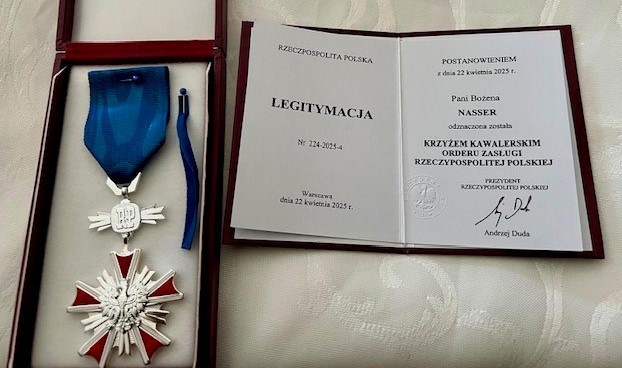 RZECZPOSPOLITA POLSKA
LEGITYMACJA
Nr 224-2025-4
Warszawa
dnia 22 kwietnia 2025 r.
POSTANOWIENIEM
z dnia 22 kwietnia 2025 r.
Pani Bożena
NASSER
odznaczona została
KRZYŻEM KAWALERSKIM
ORDERU ZASŁUGI
RZECZYPOSPOLITEJ POLSKIEJ
PREZYDENT
RZECZYPOSPOLITEJ POLSKIEJ
Andrzej Duda